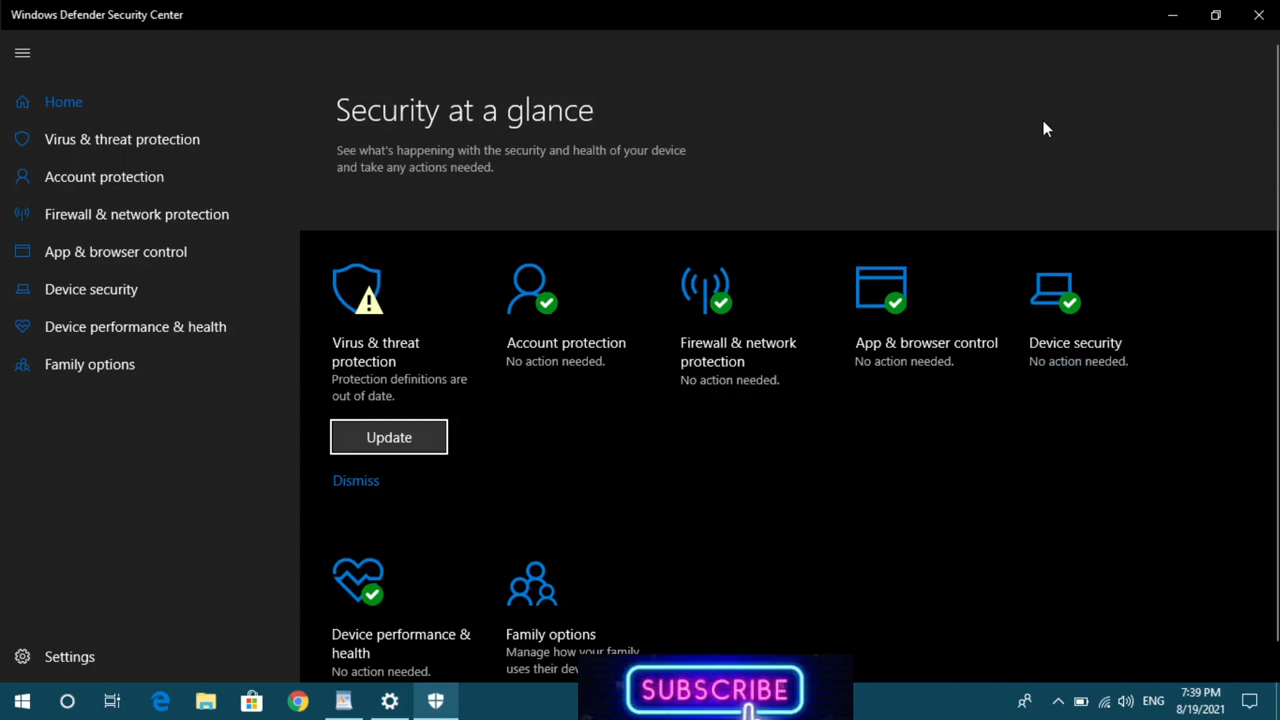 Windows Defender Security Center
Home
Virus & threat protection
Account protection
Firewall & network protection
App & browser control
Device security
Device performance & health
Family options
Settings
Security at a glance
See what's happening with the security and health of your device
and take any actions needed.
Virus & threat
protection
Protection definitions are
out of date.
Update
Dismiss
Account protection
No action needed.
Firewall & network
protection
No action needed.
App & browser control
No action needed.
Device security
No action needed.
Device performance &
health
No action needed.
Family options
Manage how your family
uses their
SUBSCRIBE
ENG
7:39 PM
8/19/2021